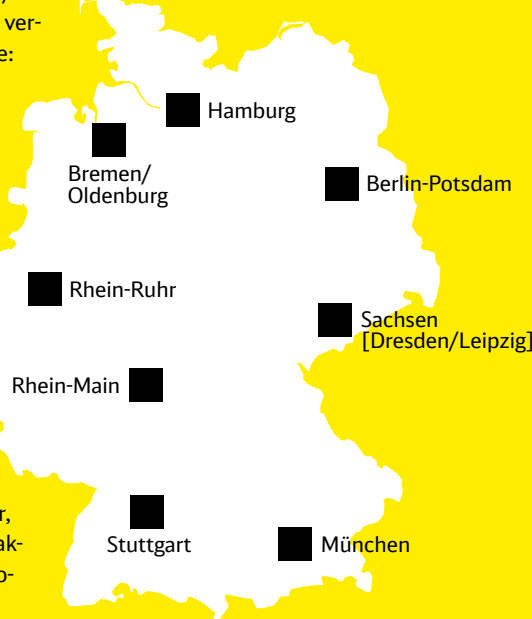 ver-
e:
Hamburg
Bremen/
Oldenburg
Berlin-Potsdam
Rhein-Ruhr
Sachsen
[Dresden/Leipzig]
Rhein-Main
r,
ak-
o-
Stuttgart
München